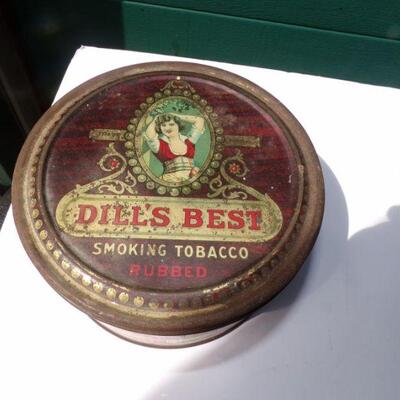 DILL'S BEST
SMOKING TOBACCO
RUBBED